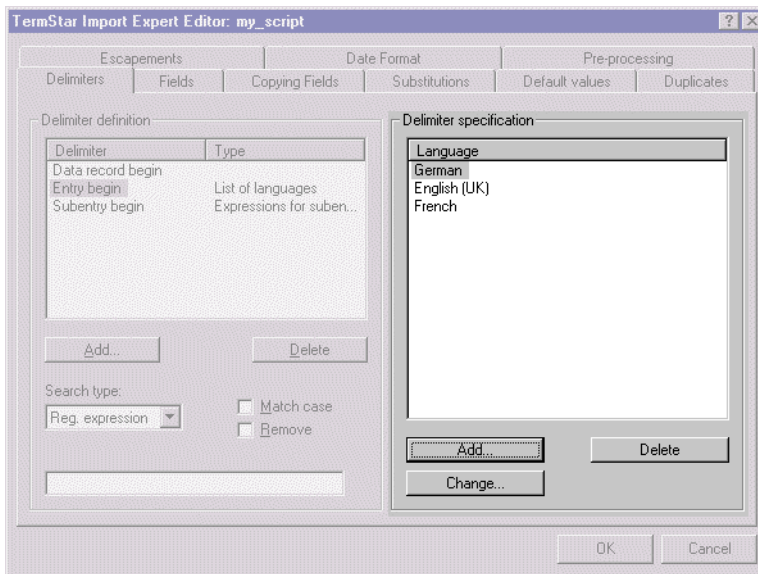 TermStar Import Expert Editor: my_script
Escapements Date Format Pre-processing
Delimiters Fields Copying Fields Substitutions Default values Duplicates
Delimiter definition
Delimiter Type
Data record begin
Entry begin List of languages
Subentry begin Expressions for suben...
Add... Delete
Search type:
Reg. expression
Match case
Remove
Delimiter specification
Language
German
English (UK)
French
Add... Delete
Change...
OK Cancel